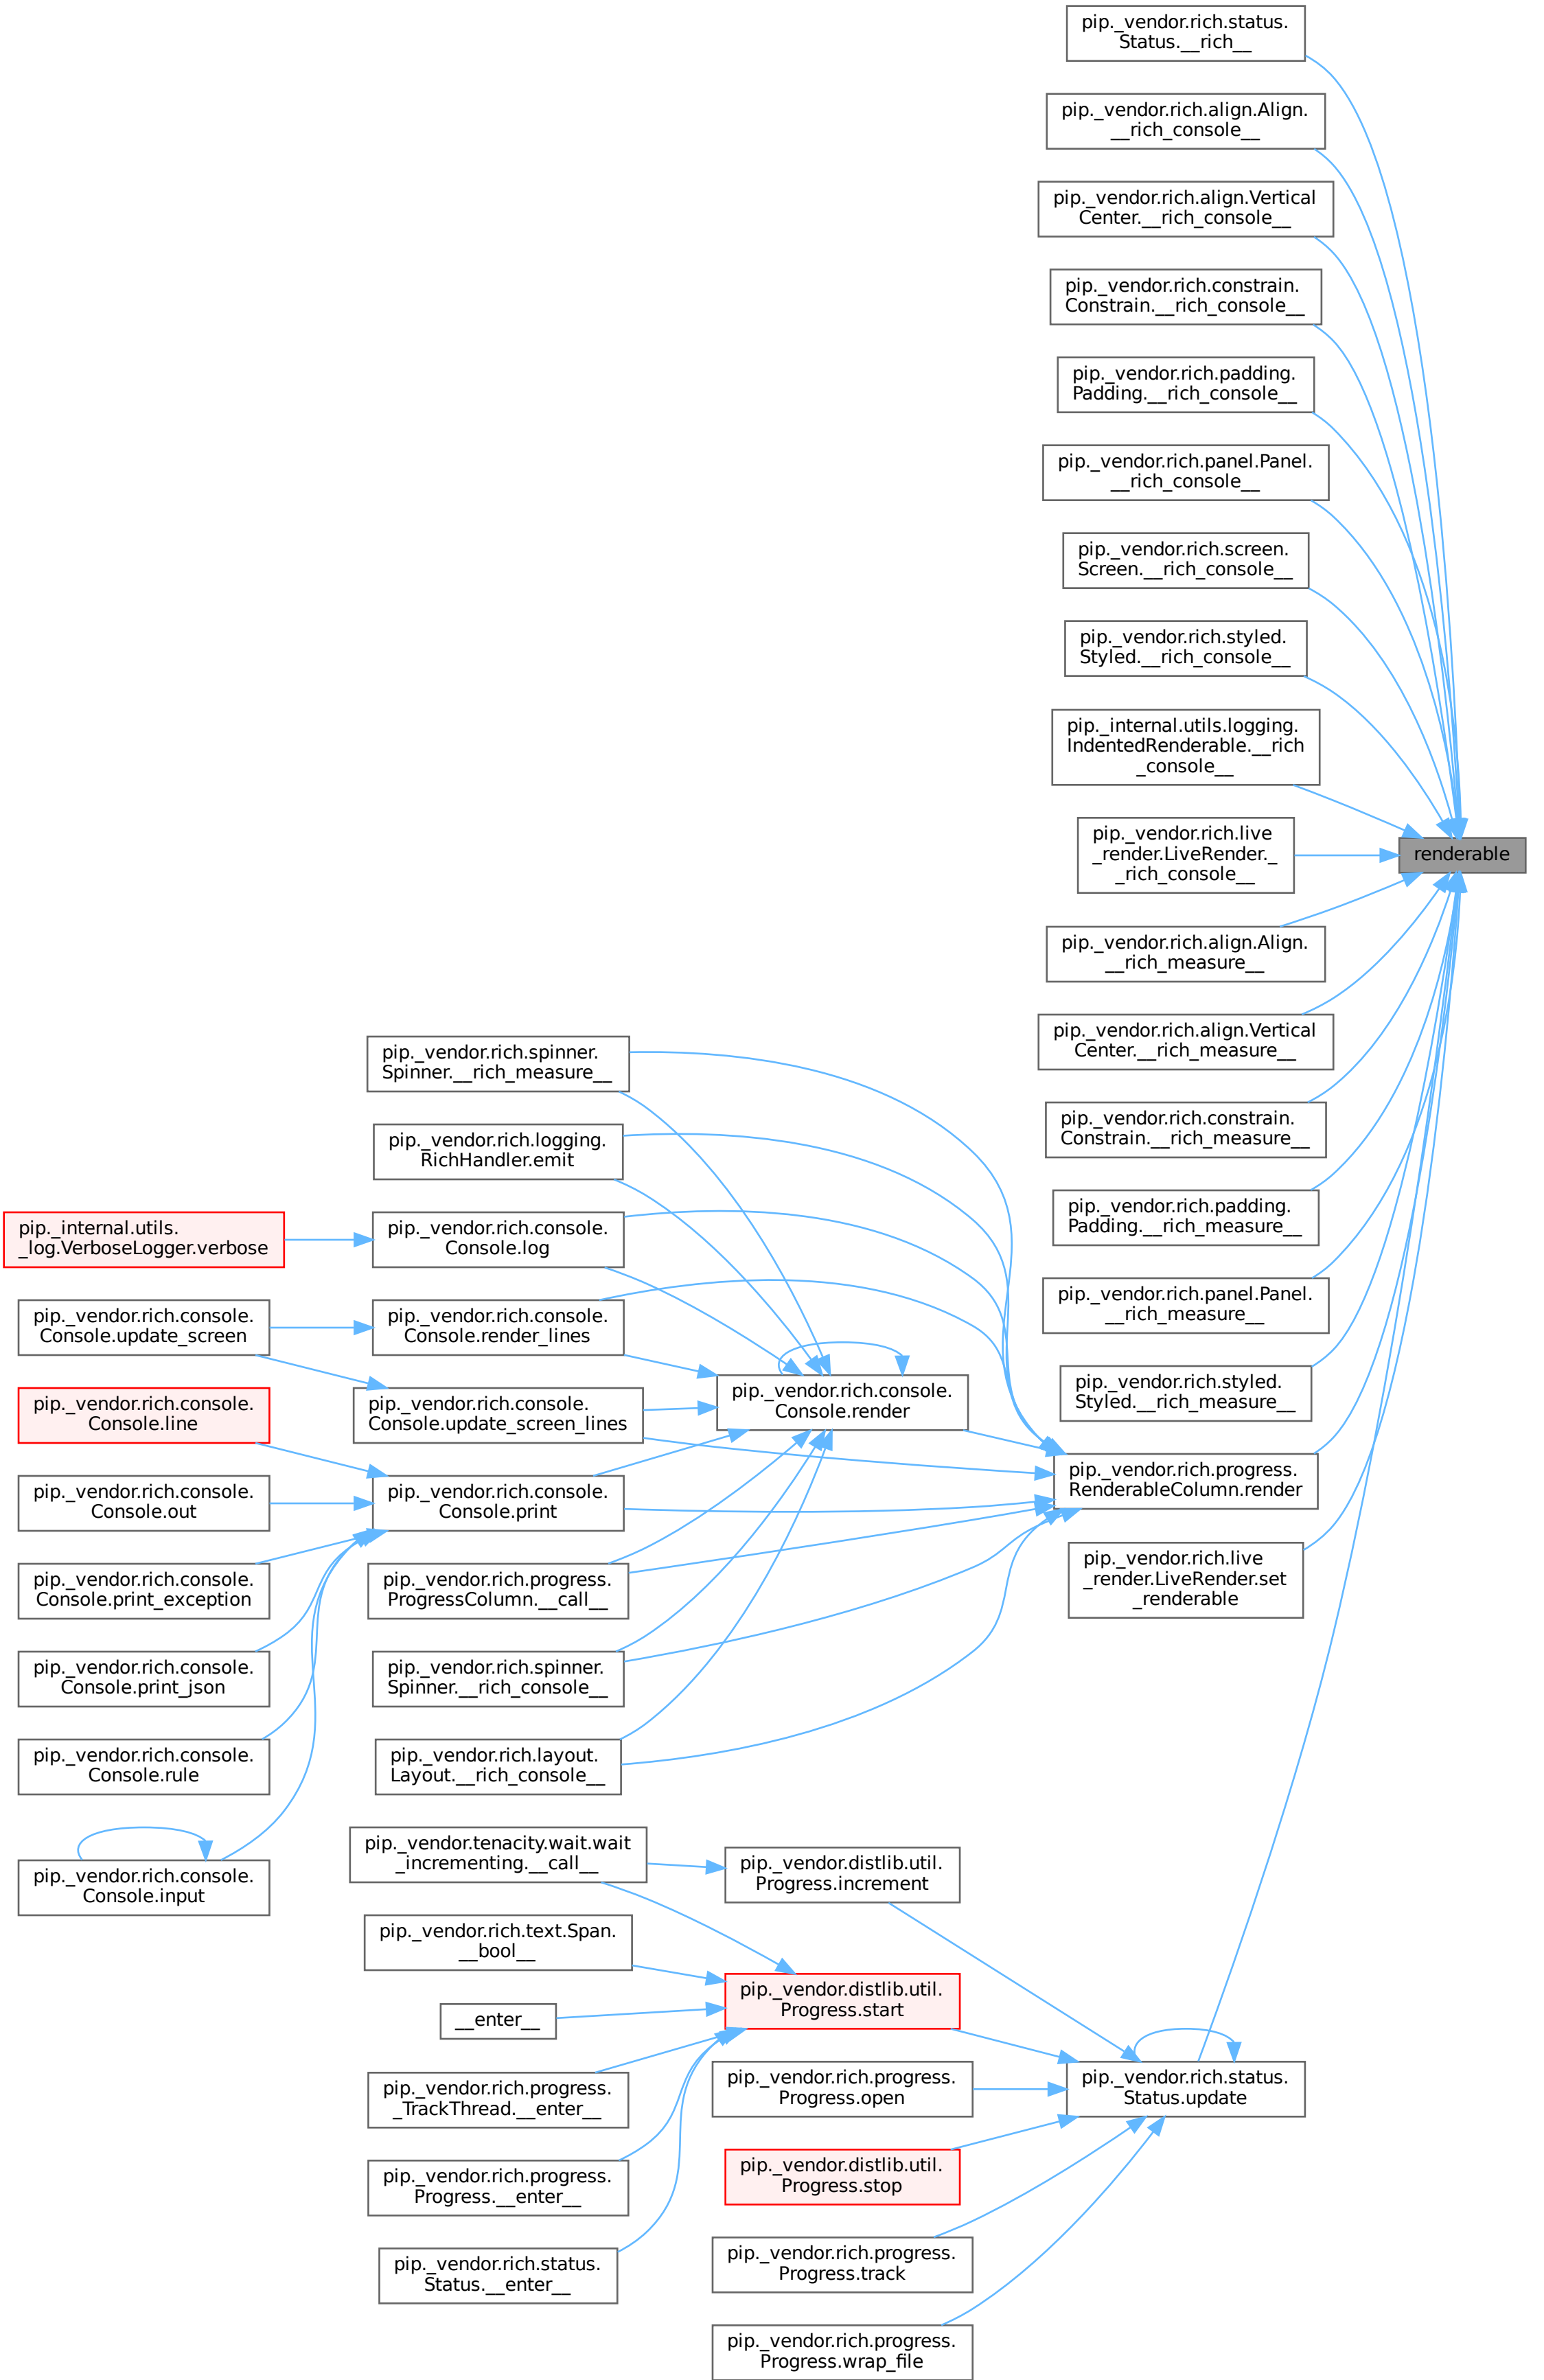 pip._vendor.rich.status.
Status.__rich__
pip._vendor.rich.align.Align.
__rich_console__
pip._vendor.rich.align.Vertical
Center.__rich_console__
pip._vendor.rich.constrain.
Constrain.__rich_console__
pip._vendor.rich.padding.
Padding.__rich_console__
pip._vendor.rich.panel.Panel.
__rich_console__
pip._vendor.rich.screen.
Screen.__rich_console__
pip._vendor.rich.styled.
Styled.__rich_console__
pip._internal.utils.logging.
IndentedRenderable.__rich
_console__
pip._vendor.rich.live
_render.LiveRender._
_rich_console__
renderable
pip._vendor.rich.align.Align.
__rich_measure__
pip._vendor.rich.align.Vertical
Center.__rich_measure__
pip._vendor.rich.constrain.
Constrain.__rich_measure__
pip._vendor.rich.padding.
Padding.__rich_measure__
pip._vendor.rich.panel.Panel.
__rich_measure__
pip._vendor.rich.styled.
Styled.__rich_measure__
pip._vendor.rich.progress.
RenderableColumn.render
pip._vendor.rich.live
_render.LiveRender.set
_renderable
pip._vendor.rich.spinner.
Spinner.__rich_measure__
pip._vendor.rich.logging.
RichHandler.emit
pip._internal.utils.
_log.VerboseLogger.verbose
pip._vendor.rich.console.
Console.log
pip._vendor.rich.console.
Console.update_screen
pip._vendor.rich.console.
Console.render_lines
pip._vendor.rich.console.
Console.render
pip._vendor.rich.console.
Console.line
pip._vendor.rich.console.
Console.update_screen_lines
pip._vendor.rich.console.
Console.out
pip._vendor.rich.console.
Console.print
pip._vendor.rich.console.
Console.print_exception
pip._vendor.rich.progress.
ProgressColumn.__call__
pip._vendor.rich.console.
Console.print_json
pip._vendor.rich.spinner.
Spinner.__rich_console__
pip._vendor.rich.console.
Console.rule
pip._vendor.rich.layout.
Layout.__rich_console__
pip._vendor.rich.console.
Console.input
pip._vendor.tenacity.wait.wait
_incrementing.__call__
pip._vendor.distlib.util.
Progress.increment
pip._vendor.rich.text.Span.
__bool__
pip._vendor.distlib.util.
Progress.start
__enter__
pip._vendor.rich.progress.
_TrackThread.__enter__
pip._vendor.rich.progress.
Progress.open
pip._vendor.rich.status.
Status.update
pip._vendor.rich.progress.
Progress.__enter__
pip._vendor.distlib.util.
Progress.stop
pip._vendor.rich.status.
Status.__enter__
pip._vendor.rich.progress.
Progress.track
pip._vendor.rich.progress.
Progress.wrap_file